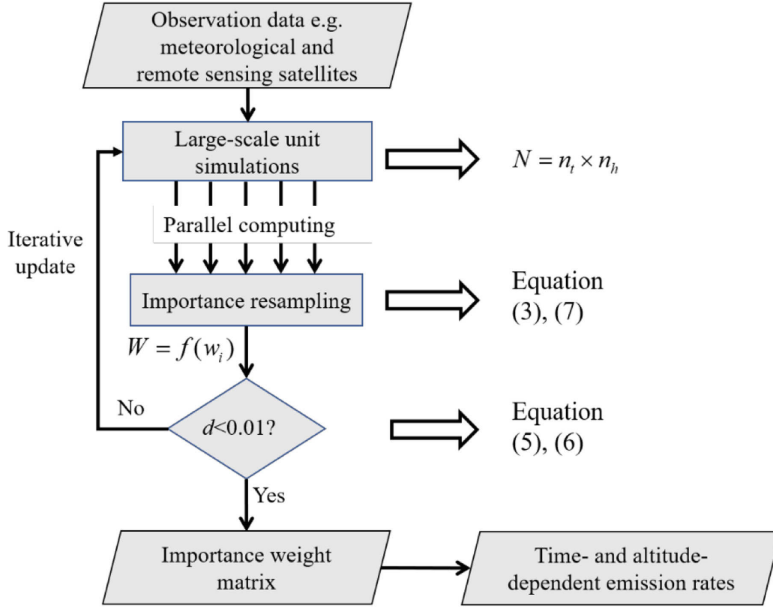 Observation data e.g.
meteorological and
remote sensing satellites
Large-scale unit
simulations
N = n_t × n_h
Parallel computing
Iterative
update
Importance resampling
Equation
(3), (7)
W = f(w_i)
No
d<0.01?
Equation
(5), (6)
Yes
Importance weight
matrix
Time- and altitude-
dependent emission rates